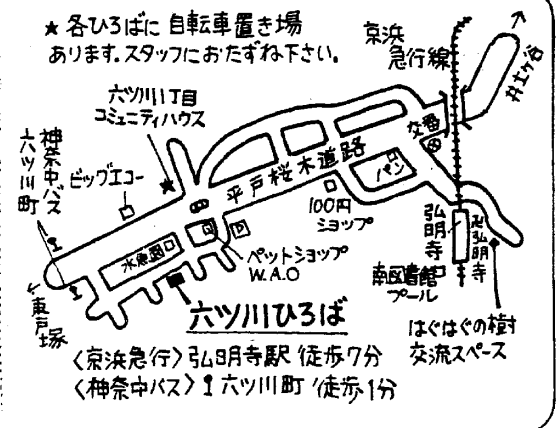 ★各ひろばに自転車置き場
あります。スタッフにおたずね下さい。
京浜
急行線
井土ヶ谷
六ツ川1丁目
コミュニティハウス
交番
神奈中バス
六ツ川町
ビッグエコー
平戸桜木道路
パン
100円
ショップ
P
ペットショップ
W.A.O
弘明寺
卍弘明寺
南図書館
プール
東戸塚
六ツ川ひろば
はぐはぐの樹
交流スペース
〈京浜急行〉弘明寺駅 徒歩7分
〈神奈中バス〉六ツ川町 徒歩1分